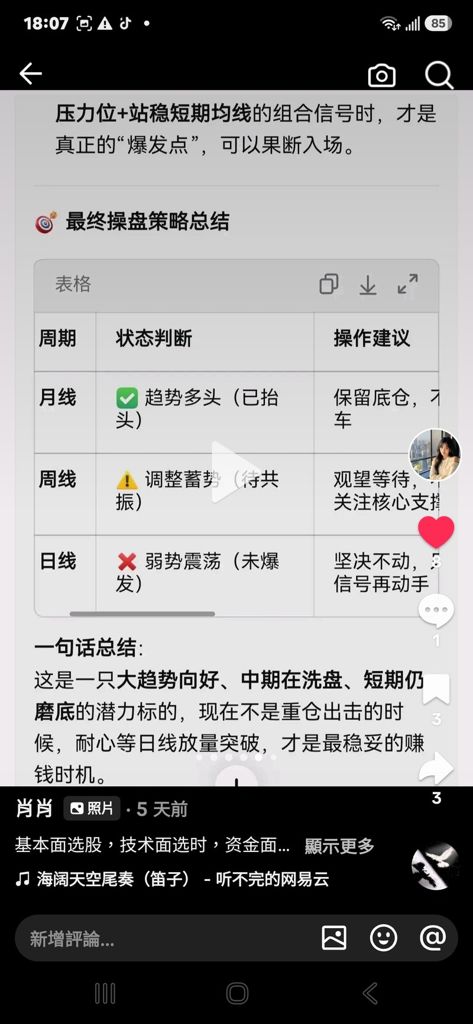 18:07
85
压力位+站稳短期均线的组合信号时，才是
真正的“爆发点”，可以果断入场。
🎯 最终操盘策略总结
表格
周期 状态判断 操作建议
月线 ✅ 趋势多头（已抬 保留底仓，
头） 车
周线 ⚠️ 调整蓄势（待共 观望等待，
振） 关注核心支撑
日线 ❌ 弱势震荡（未爆 坚决不动，
发） 信号再动手
一句话总结：
这是一只大趋势向好、中期在洗盘、短期仍
磨底的潜力标的，现在不是重仓出击的时
候，耐心等日线放量突破，才是最稳妥的赚
钱时机。
3
1
3
3
肖肖 照片 · 5 天前
基本面选股，技术面选时，资金面... 顯示更多
♫ 海阔天空尾奏（笛子） - 听不完的网易云
新增評論...